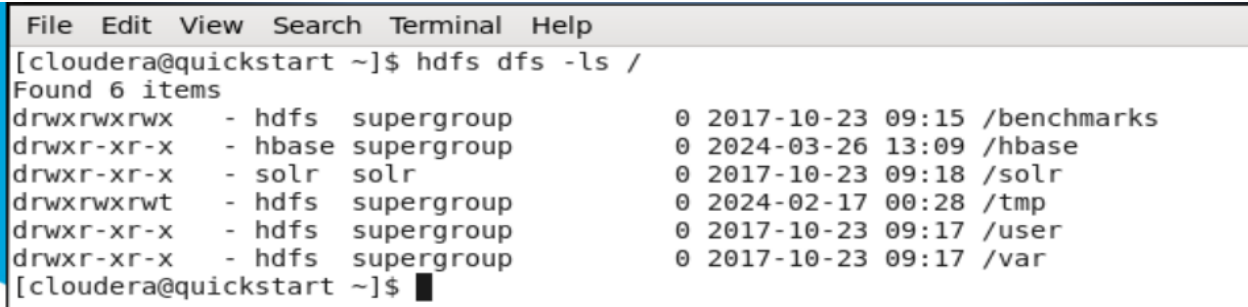 File Edit View Search Terminal Help
[cloudera@quickstart ~]$ hdfs dfs -ls /
Found 6 items
drwxrwxrwx   - hdfs  supergroup          0 2017-10-23 09:15 /benchmarks
drwxr-xr-x   - hbase supergroup          0 2024-03-26 13:09 /hbase
drwxr-xr-x   - solr  solr                0 2017-10-23 09:18 /solr
drwxrwxrwt   - hdfs  supergroup          0 2024-02-17 00:28 /tmp
drwxr-xr-x   - hdfs  supergroup          0 2017-10-23 09:17 /user
drwxr-xr-x   - hdfs  supergroup          0 2017-10-23 09:17 /var
[cloudera@quickstart ~]$